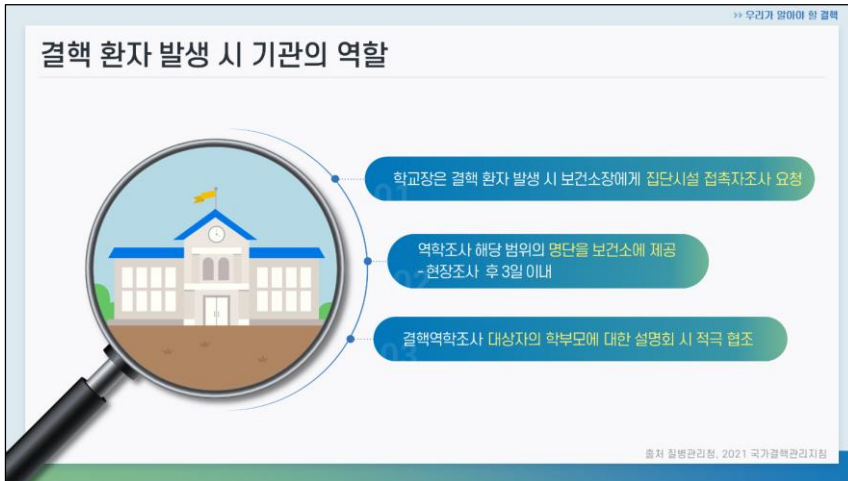 >> 우리가 알아야 할 결핵
결핵 환자 발생 시 기관의 역할
01
학교장은 결핵 환자 발생 시 보건소장에게 집단시설 접촉자조사 요청
02
역학조사 해당 범위의 명단을 보건소에 제공
-현장조사 후 3일 이내
03
결핵역학조사 대상자의 학부모에 대한 설명회 시 적극 협조
출처 질병관리청, 2021 국가결핵관리지침